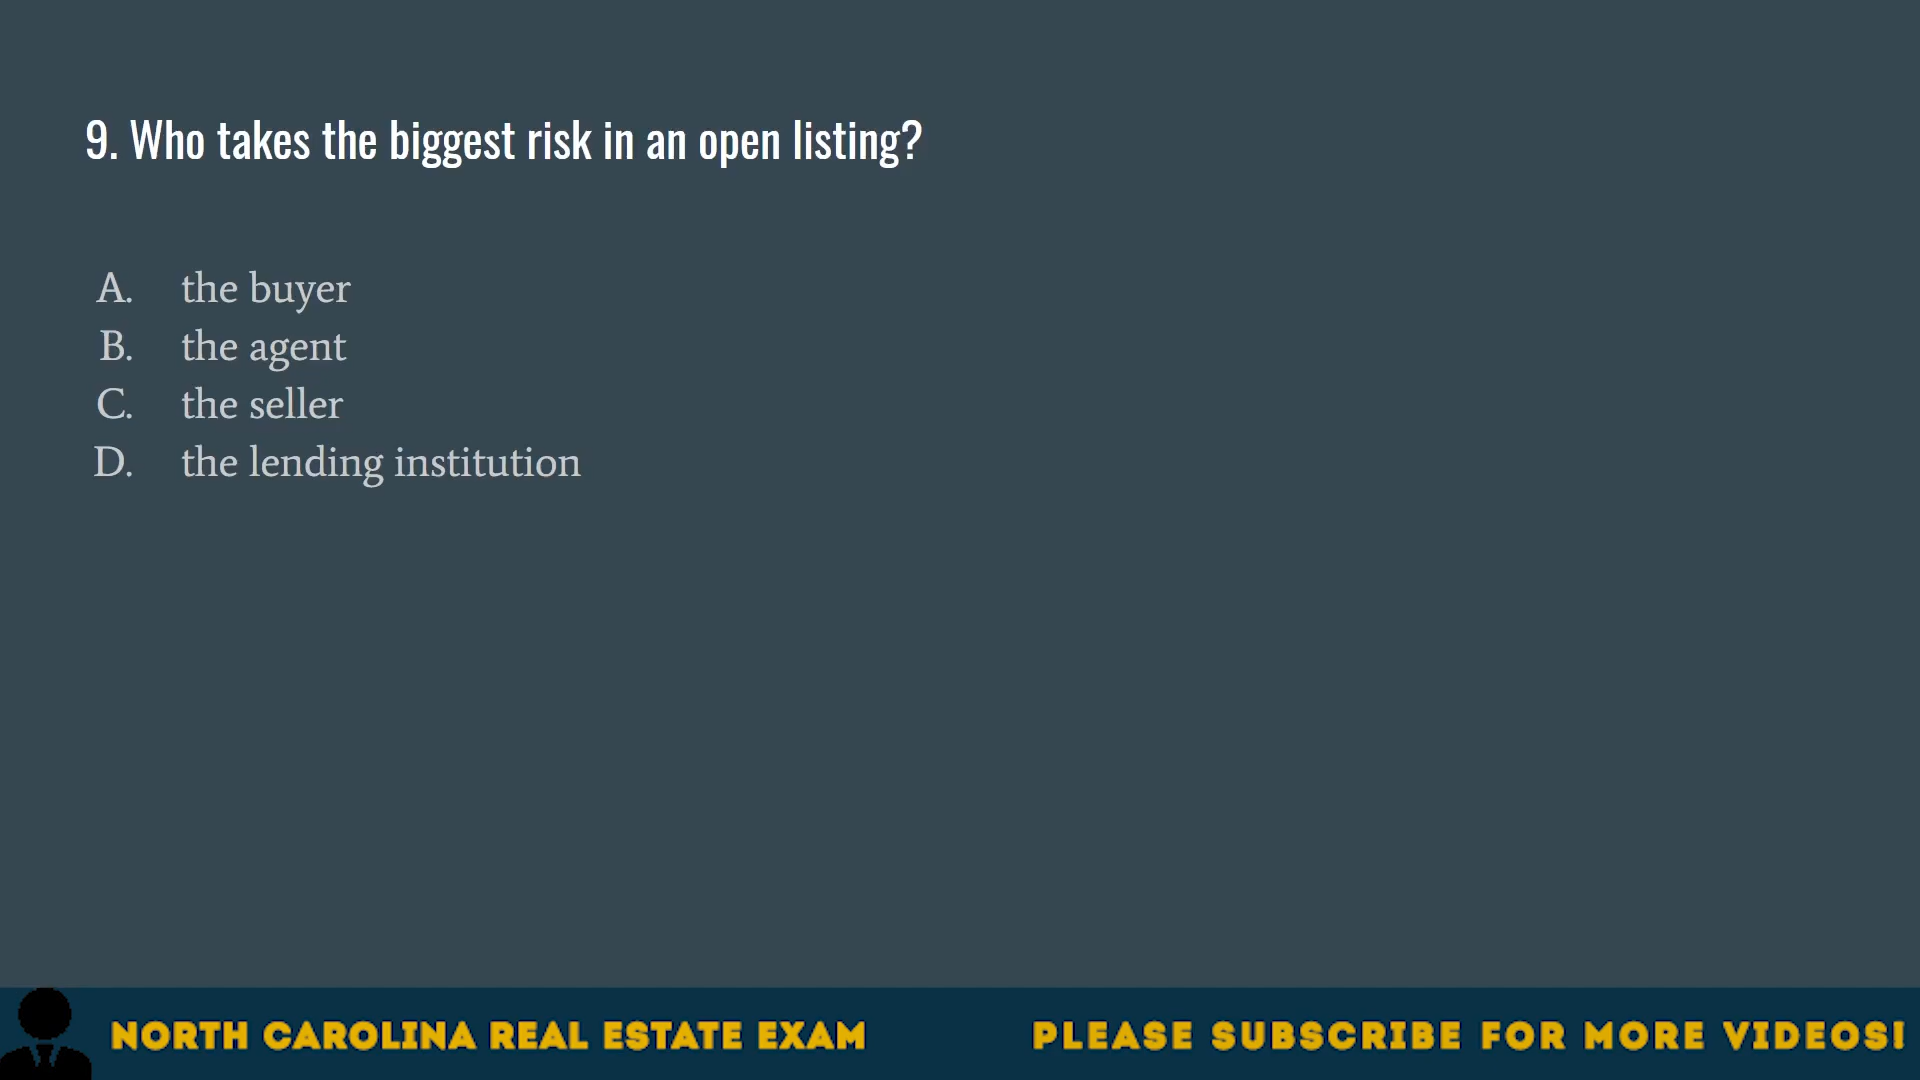 9. Who takes the biggest risk in an open listing?
A. the buyer
B. the agent
C. the seller
D. the lending institution
NORTH CAROLINA REAL ESTATE EXAM
PLEASE SUBSCRIBE FOR MORE VIDEOS!